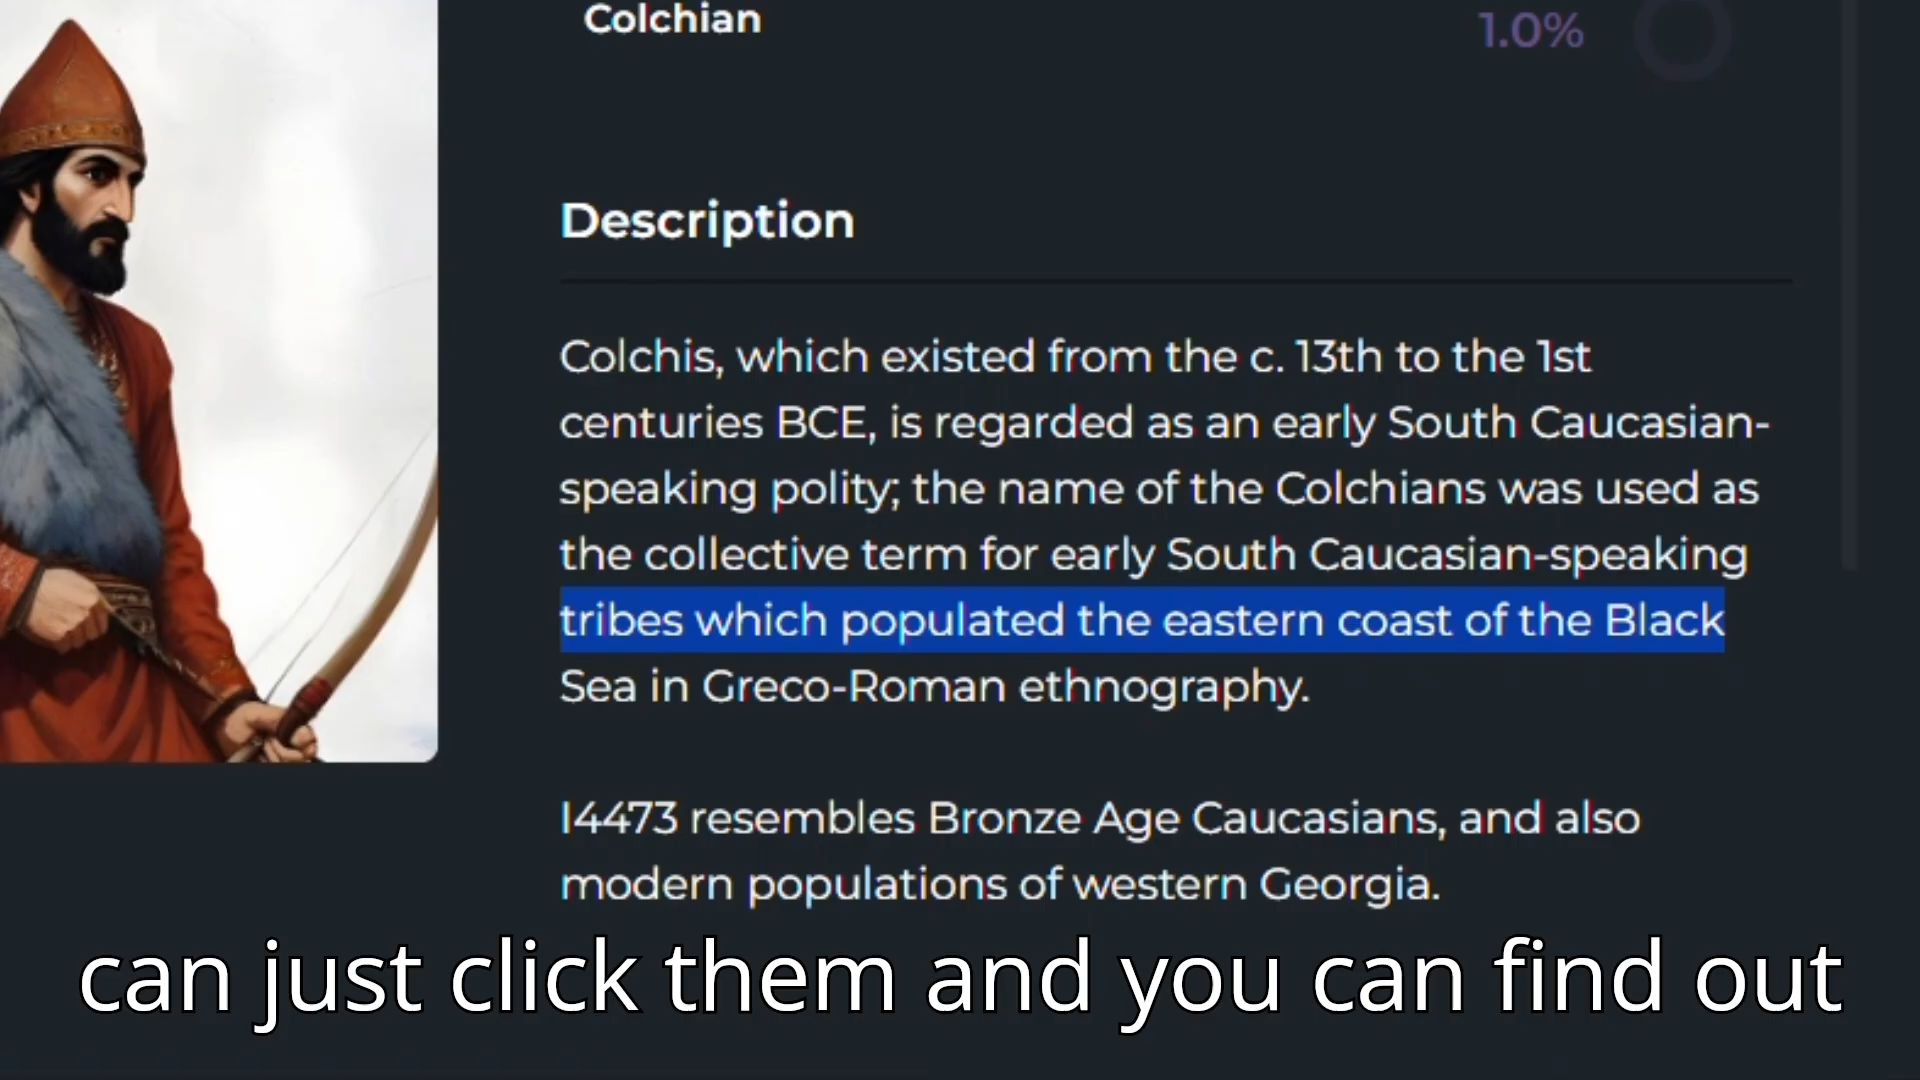 Colchian
1.0%
Description
Colchis, which existed from the c. 13th to the 1st
centuries BCE, is regarded as an early South Caucasian-
speaking polity; the name of the Colchians was used as
the collective term for early South Caucasian-speaking
tribes which populated the eastern coast of the Black
Sea in Greco-Roman ethnography.
I4473 resembles Bronze Age Caucasians, and also
modern populations of western Georgia.
can just click them and you can find out